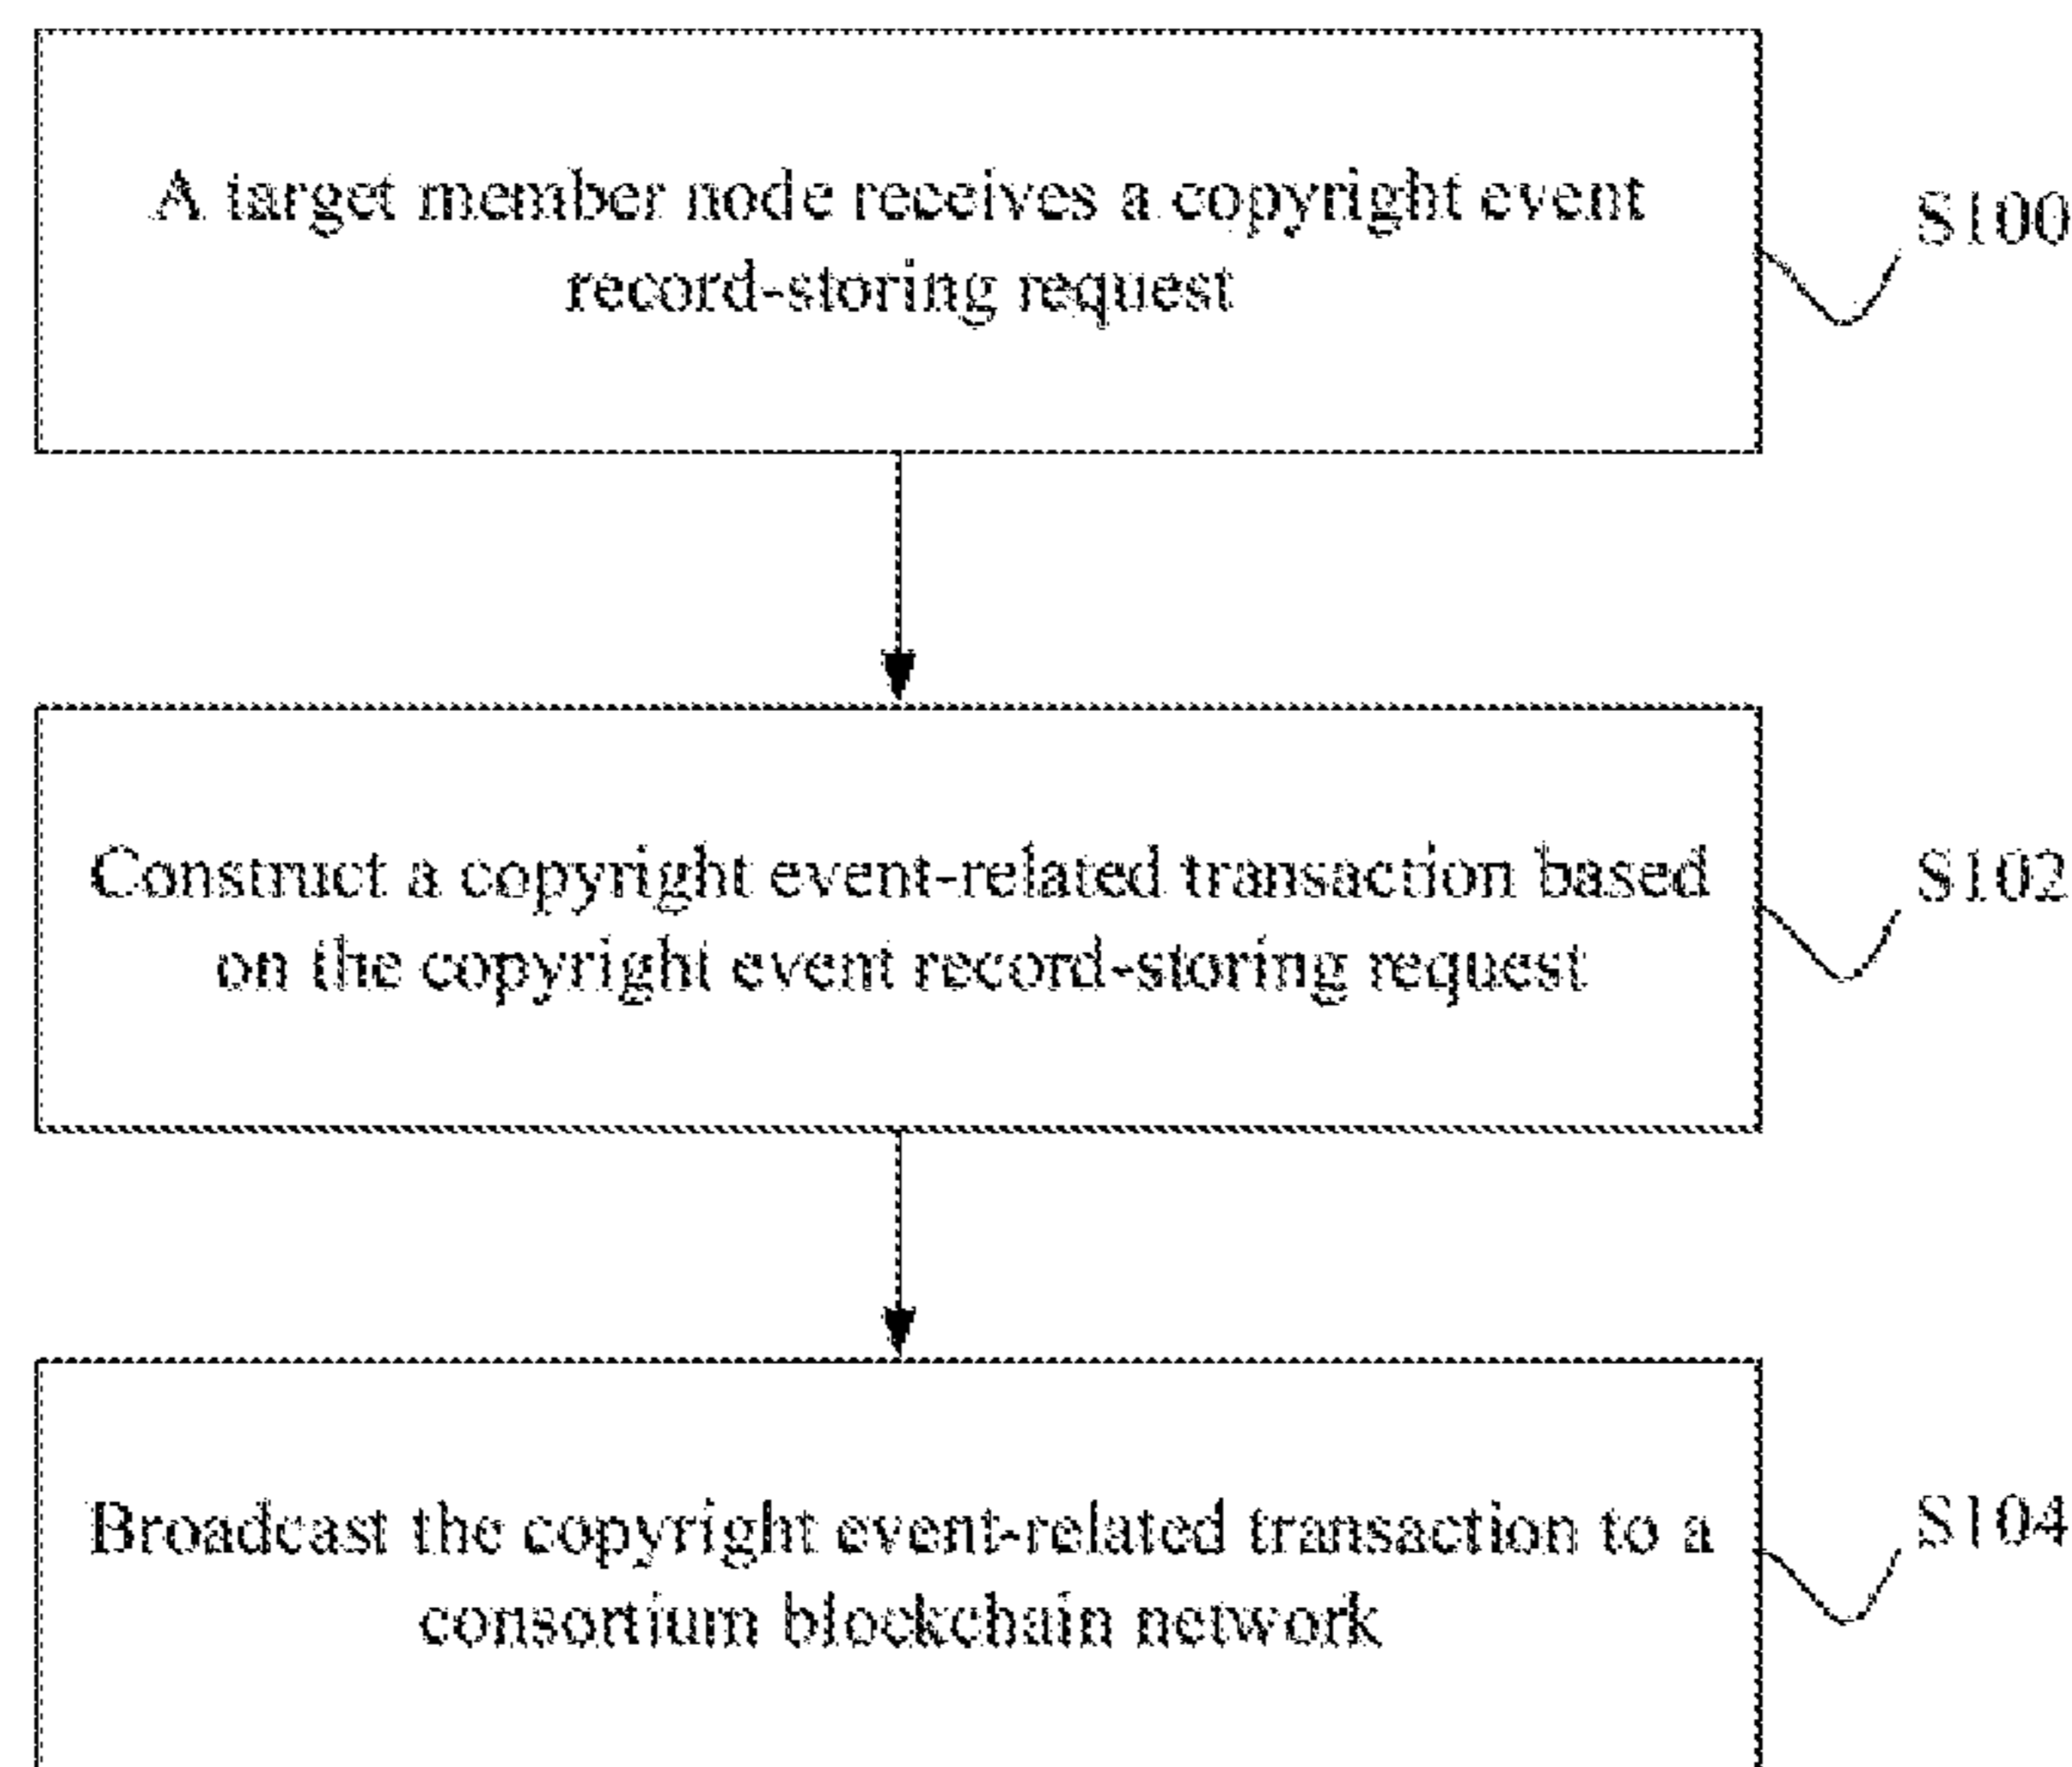 A target member node receives a copyright event
record-storing request
S100
Construct a copyright event-related transaction based
on the copyright event record-storing request
S102
Broadcast the copyright event-related transaction to a
consortium blockchain network
S104